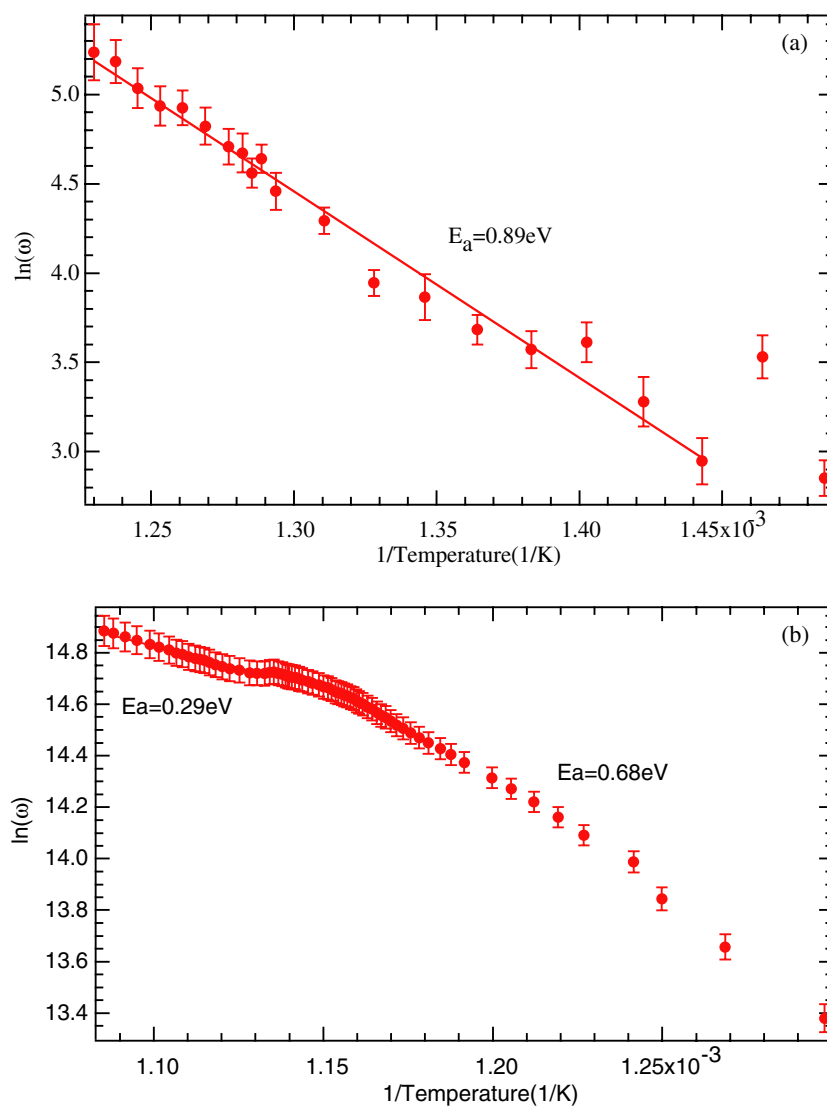 (a)
5.0
4.5
4.0
3.5
3.0
ln(ω)
E_a=0.89eV
1.25 1.30 1.35 1.40 1.45x10^3
1/Temperature(1/K)
(b)
14.8
14.6
14.4
14.2
14.0
13.8
13.6
13.4
ln(ω)
Ea=0.29eV
Ea=0.68eV
1.10 1.15 1.20 1.25x10^-3
1/Temperature(1/K)